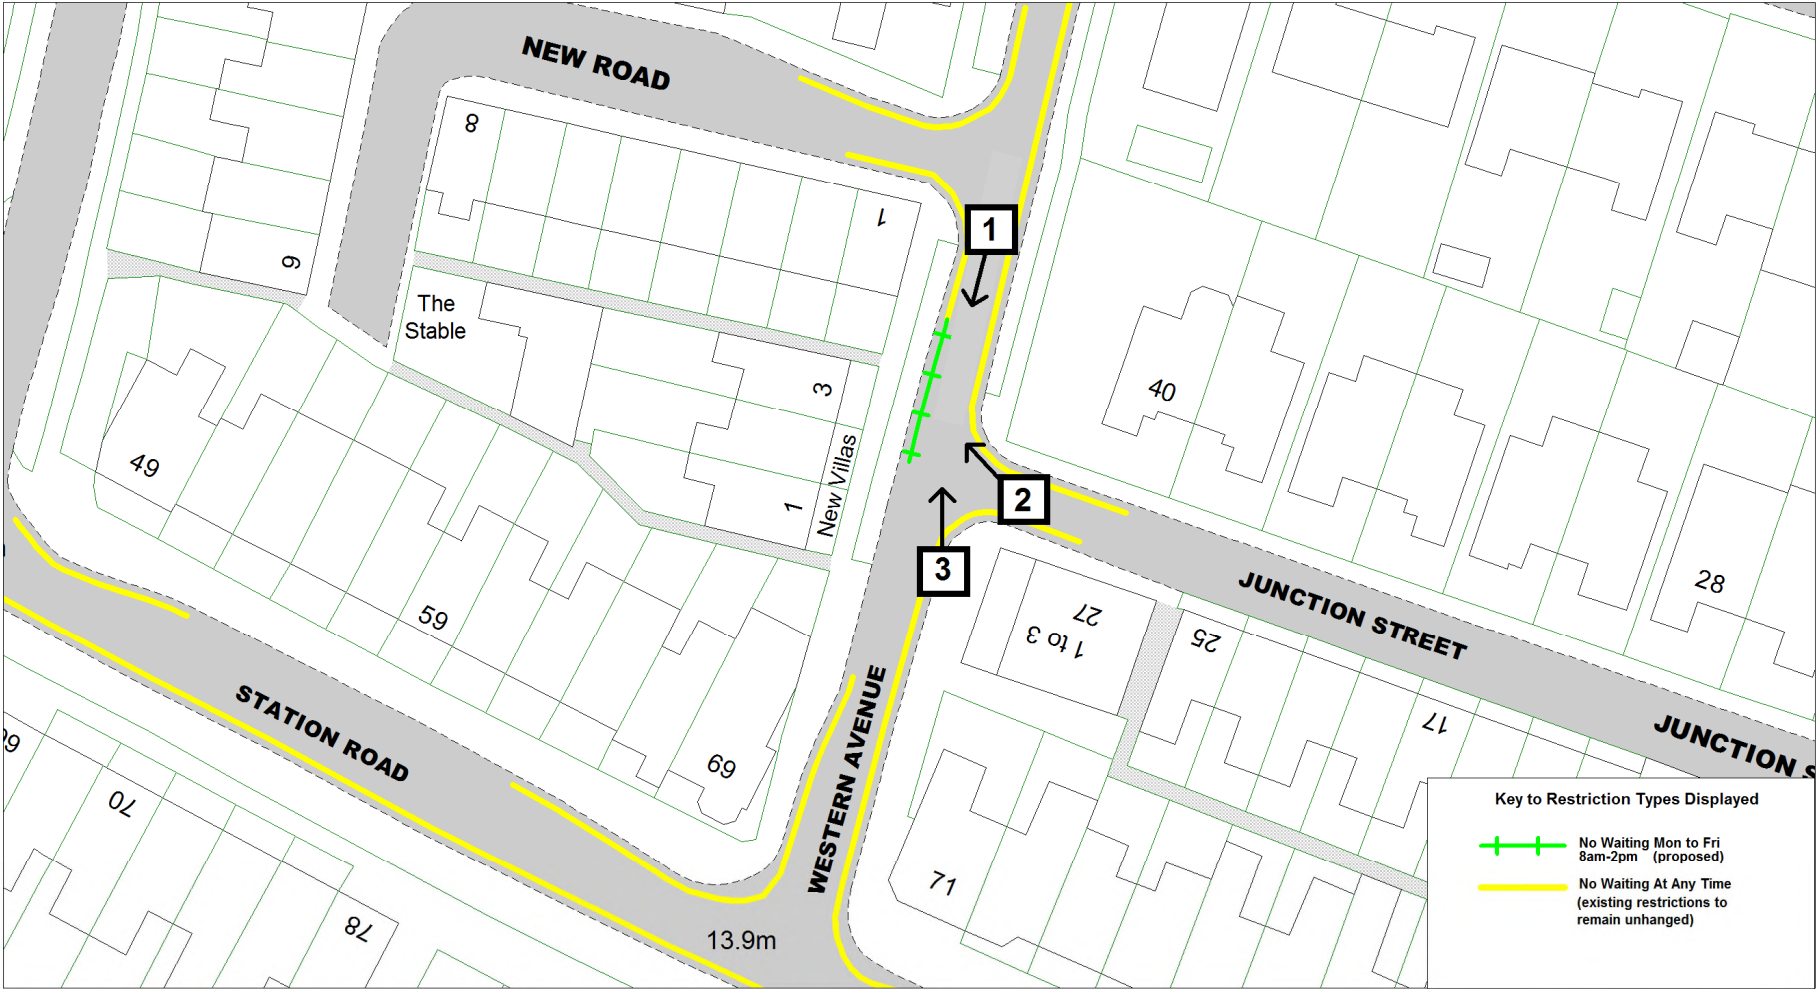 NEW ROAD
8
1
6
1
The
Stable
3
40
49
New Villas
1
2
3
28
59
27
1 to 3
25
JUNCTION STREET
17
JUNCTION S
STATION ROAD
WESTERN AVENUE
69
70
71
78
13.9m
Key to Restriction Types Displayed
No Waiting Mon to Fri
8am-2pm (proposed)
No Waiting At Any Time
(existing restrictions to
remain unhanged)